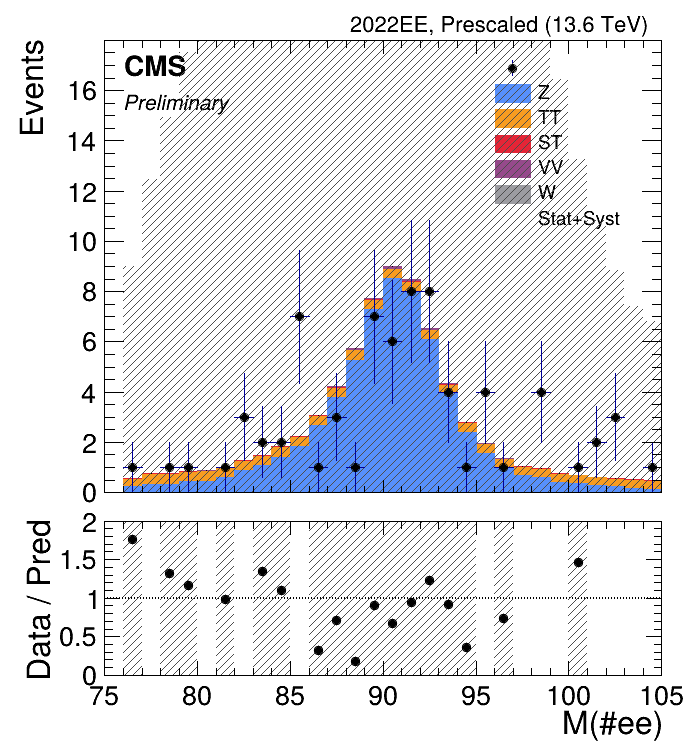 2022EE, Prescaled (13.6 TeV)
CMS
Preliminary
Events
16
14
12
10
8
6
4
2
0
Z
TT
ST
VV
W
Stat+Syst
Data / Pred
2
1.5
1
0.5
0
75 80 85 90 95 100 105
M(#ee)